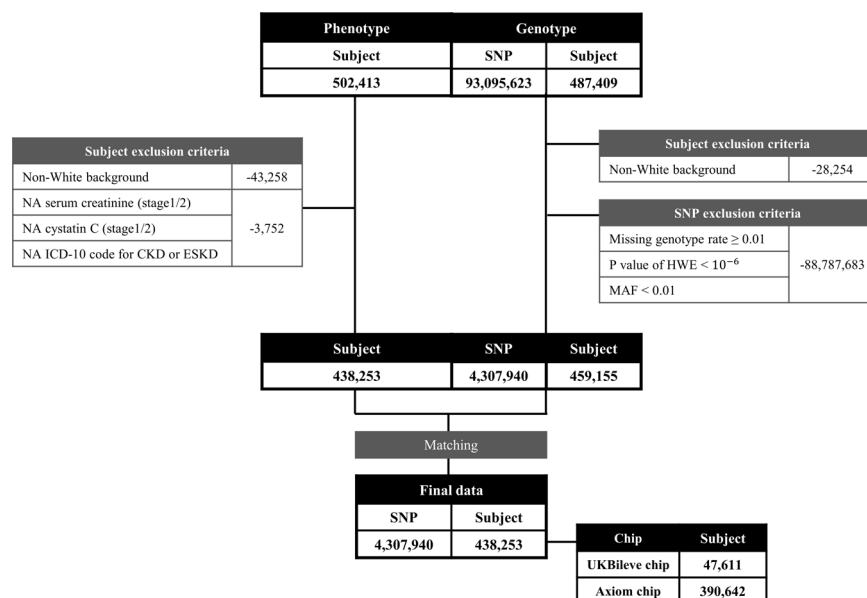 Phenotype Genotype
Subject SNP Subject
502,413 93,095,623 487,409
Subject exclusion criteria
Non-White background -43,258
NA serum creatinine (stage1/2)
NA cystatin C (stage1/2)
NA ICD-10 code for CKD or ESKD
-3,752
Subject exclusion criteria
Non-White background -28,254
SNP exclusion criteria
Missing genotype rate ≥ 0.01
P value of HWE < 10⁻⁶
MAF < 0.01
-88,787,683
Subject SNP Subject
438,253 4,307,940 459,155
Matching
Final data
SNP Subject
4,307,940 438,253
Chip Subject
UKBileve chip 47,611
Axiom chip 390,642